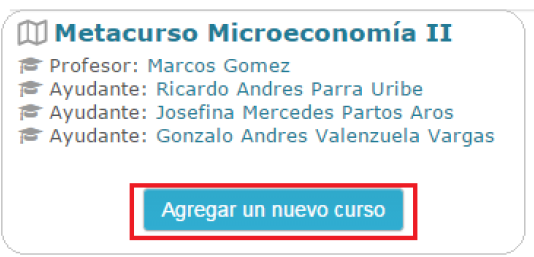 Metacurso Microeconomía II
Profesor: Marcos Gomez
Ayudante: Ricardo Andres Parra Uribe
Ayudante: Josefina Mercedes Partos Aros
Ayudante: Gonzalo Andres Valenzuela Vargas
Agregar un nuevo curso